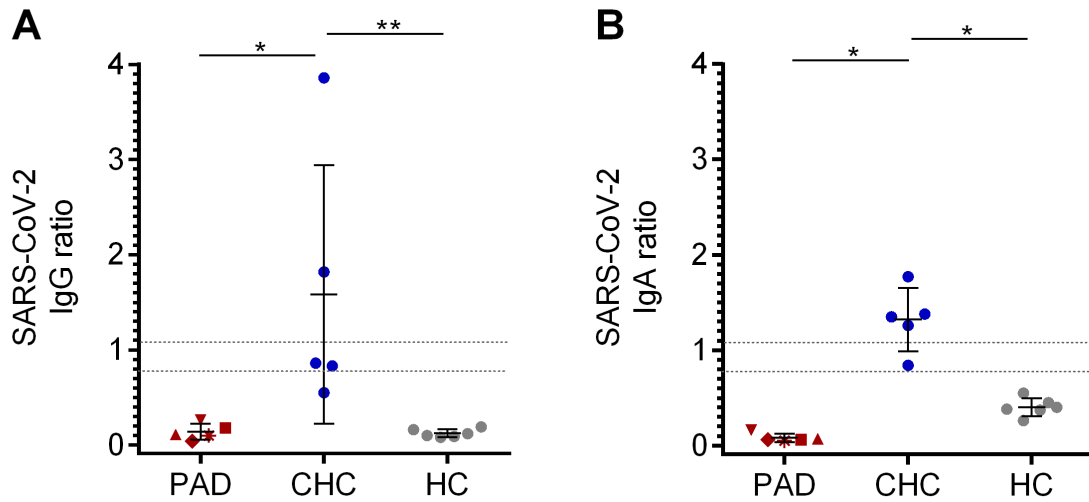 A
*
**
4
3
2
1
0
SARS-CoV-2
IgG ratio
PAD
CHC
HC
B
*
*
4
3
2
1
0
SARS-CoV-2
IgA ratio
PAD
CHC
HC